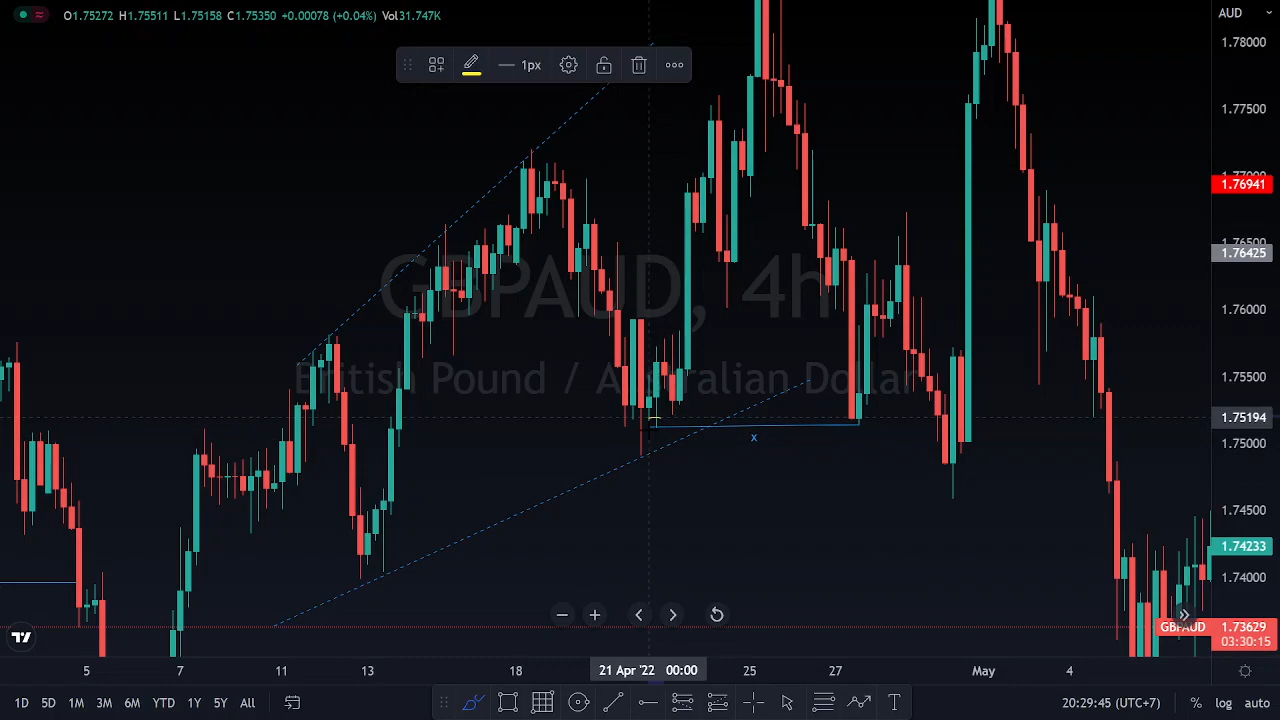 O1.75272 H1.75511 L1.75158 C1.75350 +0.00078 (+0.04%) Vol31.747K
AUD
1.78000
1.77500
1.77000
1.76941
1.76500
1.76425
1.76000
1.75500
1.75194
1.75000
1.74500
1.74233
1.74000
GBPAUD 1.73629
03:30:15
1px
GBPAUD, 4h
British Pound / Australian Dollar
x
5 7 11 13 18 21 Apr '22 00:00 25 27 May 4
1D 5D 1M 3M 6M YTD 1Y 5Y All
T
20:29:45 (UTC+7) % log auto